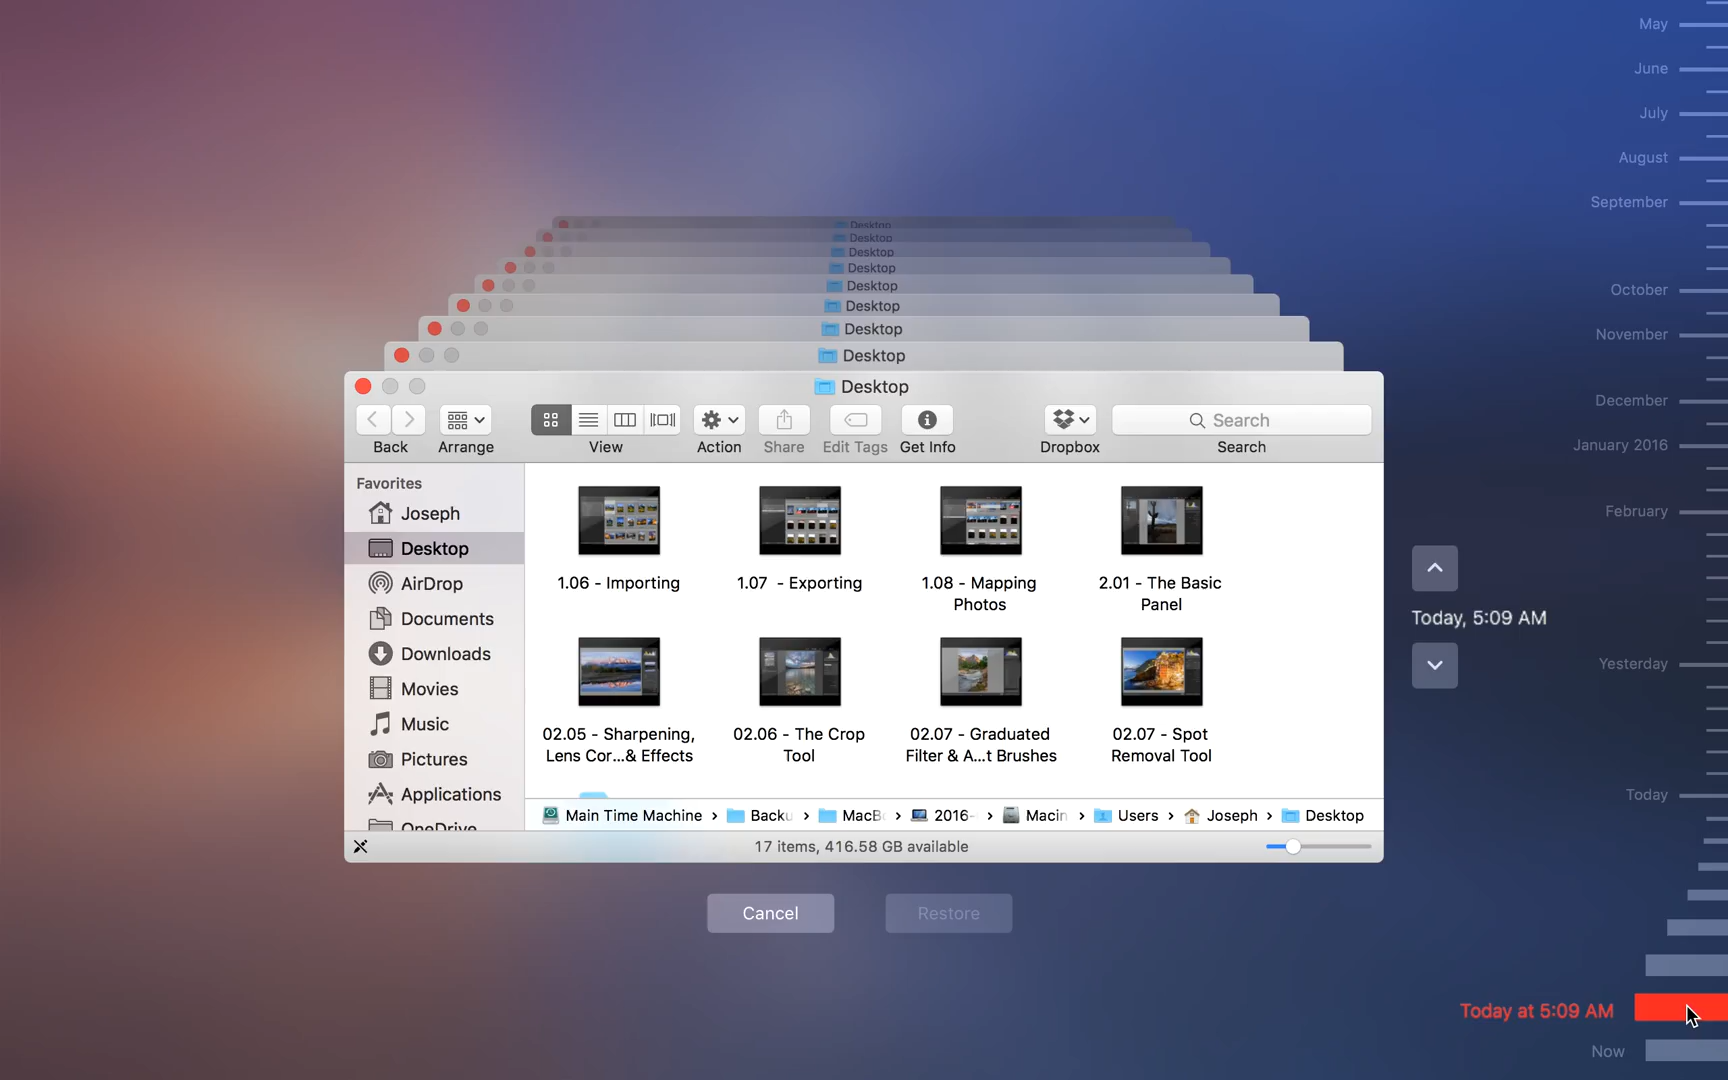 May
June
July
August
September
October
November
December
January 2016
February
Yesterday
Today
Today at 5:09 AM
Now
Desktop
Desktop
Desktop
Desktop
Desktop
Desktop
Desktop
Desktop
Desktop
Back
Arrange
View
Action
Share
Edit Tags
Get Info
Dropbox
Search
Search
Favorites
Joseph
Desktop
AirDrop
Documents
Downloads
Movies
Music
Pictures
Applications
OneDrive
1.06 - Importing
1.07 - Exporting
1.08 - Mapping
Photos
2.01 - The Basic
Panel
02.05 - Sharpening,
Lens Cor...& Effects
02.06 - The Crop
Tool
02.07 - Graduated
Filter & A...t Brushes
02.07 - Spot
Removal Tool
Main Time Machine › Backu › MacB › 2016- › Macin › Users › Joseph › Desktop
17 items, 416.58 GB available
Today, 5:09 AM
Cancel
Restore